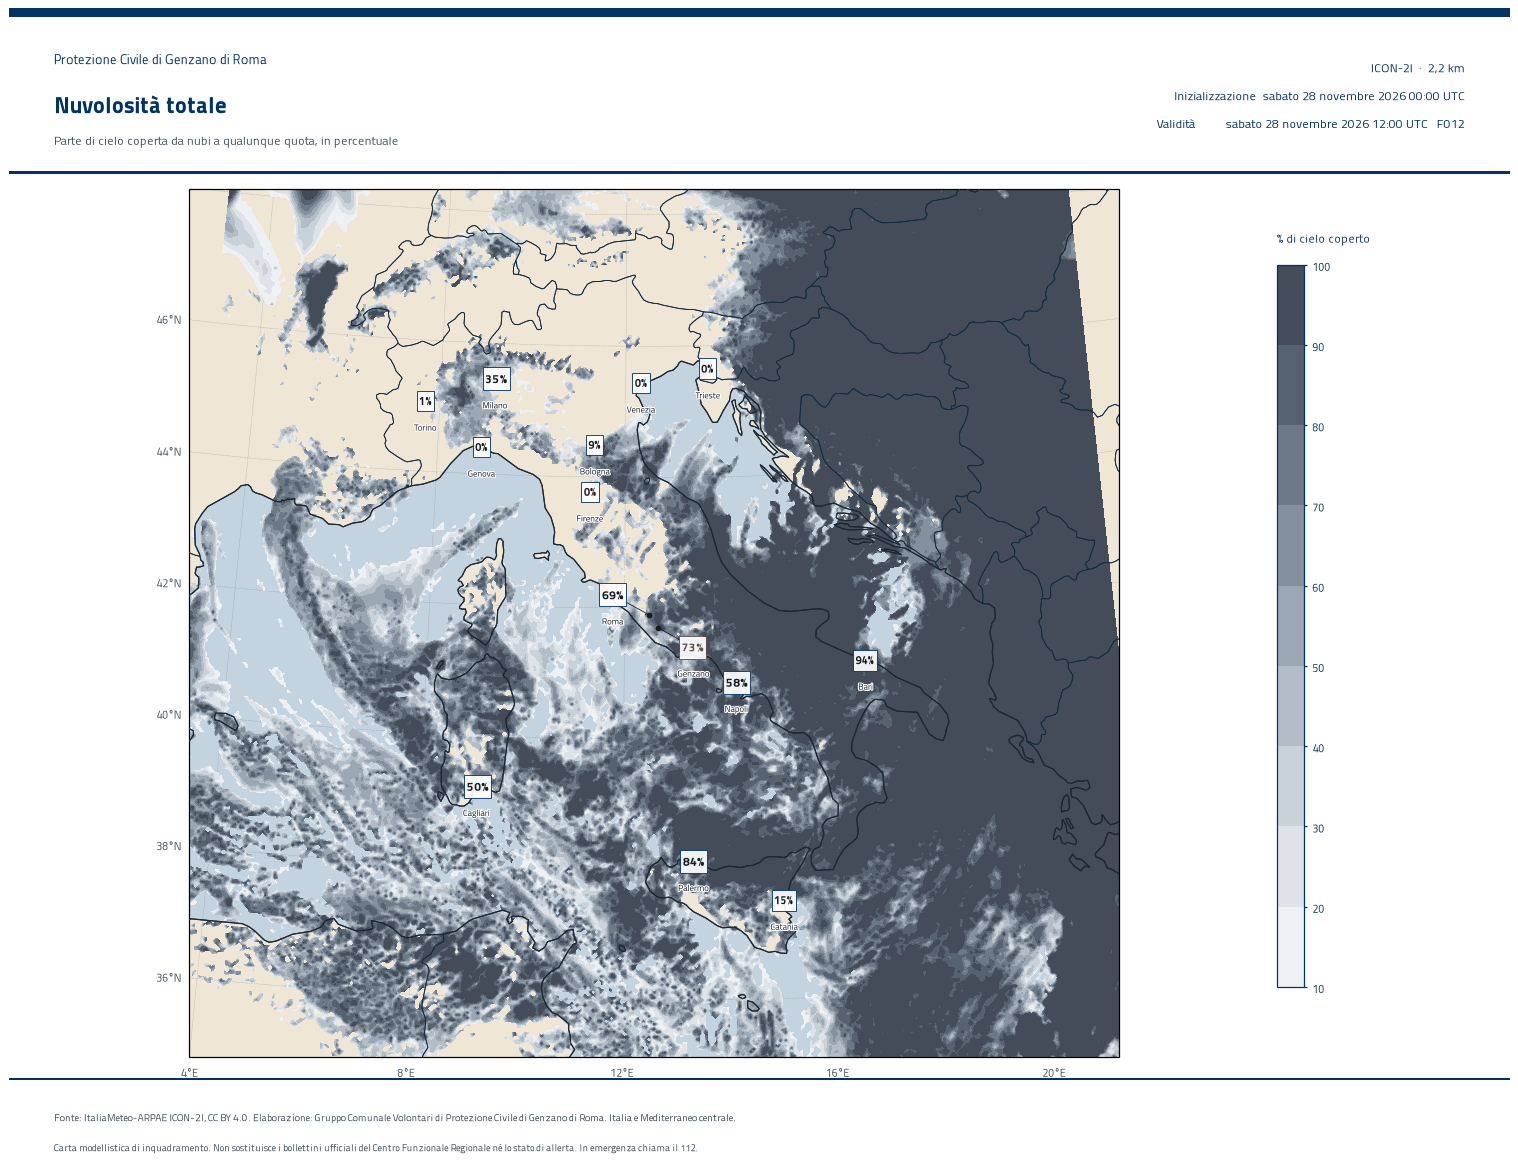 Protezione Civile di Genzano di Roma
Nuvolosità totale
Parte di cielo coperta da nubi a qualunque quota, in percentuale
ICON-2I · 2,2 km
Inizializzazione sabato 28 novembre 2026 00:00 UTC
Validità sabato 28 novembre 2026 12:00 UTC F012
% di cielo coperto
100
90
80
70
60
50
40
30
20
10
46°N
44°N
42°N
40°N
38°N
36°N
4°E
8°E
12°E
16°E
20°E
0%
Trieste
35%
Milano
0%
Venezia
1%
Torino
0%
Genova
9%
Bologna
0%
Firenze
69%
Roma
73%
Genzano
94%
Bari
58%
Napoli
50%
Cagliari
84%
Palermo
15%
Catania
Fonte: ItaliaMeteo-ARPAE ICON-2I, CC BY 4.0. Elaborazione: Gruppo Comunale Volontari di Protezione Civile di Genzano di Roma. Italia e Mediterraneo centrale.
Carta modellistica di inquadramento. Non sostituisce i bollettini ufficiali del Centro Funzionale Regionale né lo stato di allerta. In emergenza chiama il 112.